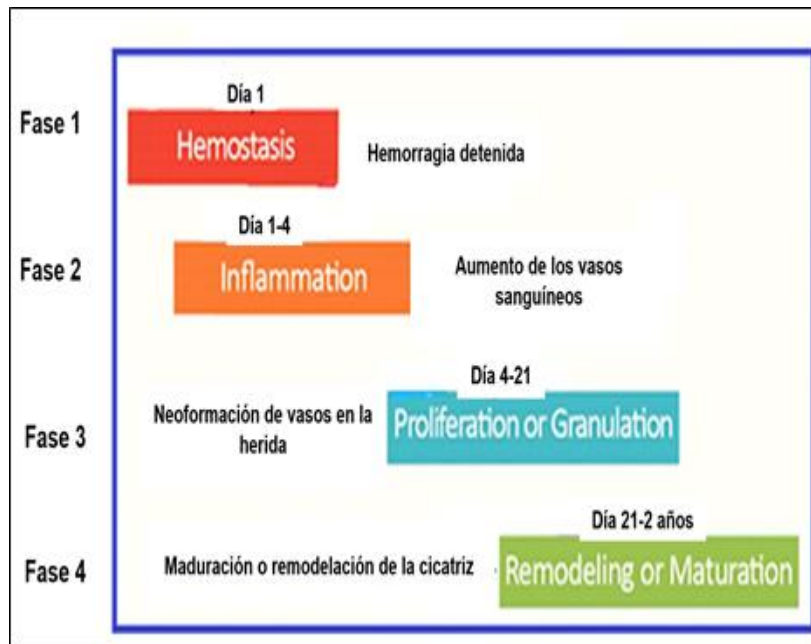 Día 1
Fase 1
Hemostasis
Hemorragia detenida
Día 1-4
Fase 2
Inflammation
Aumento de los vasos
sanguíneos
Día 4-21
Neoformación de vasos en la
herida
Proliferation or Granulation
Fase 3
Día 21-2 años
Maduración o remodelación de la cicatriz
Remodeling or Maturation
Fase 4